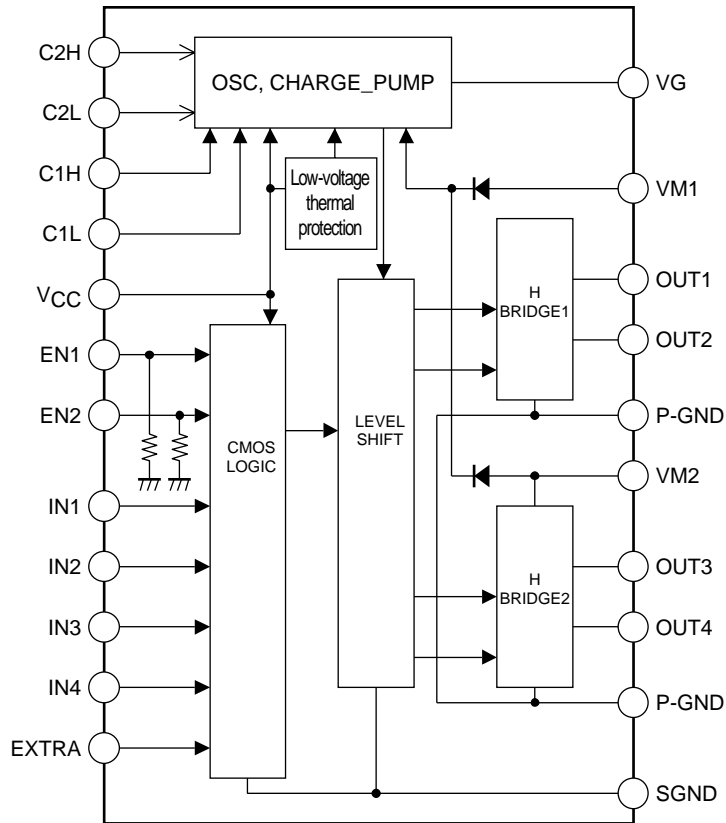 C2H
C2L
C1H
C1L
VCC
EN1
EN2
IN1
IN2
IN3
IN4
EXTRA
OSC, CHARGE_PUMP
Low-voltage
thermal
protection
CMOS
LOGIC
LEVEL
SHIFT
H
BRIDGE1
H
BRIDGE2
VG
VM1
OUT1
OUT2
P-GND
VM2
OUT3
OUT4
P-GND
SGND